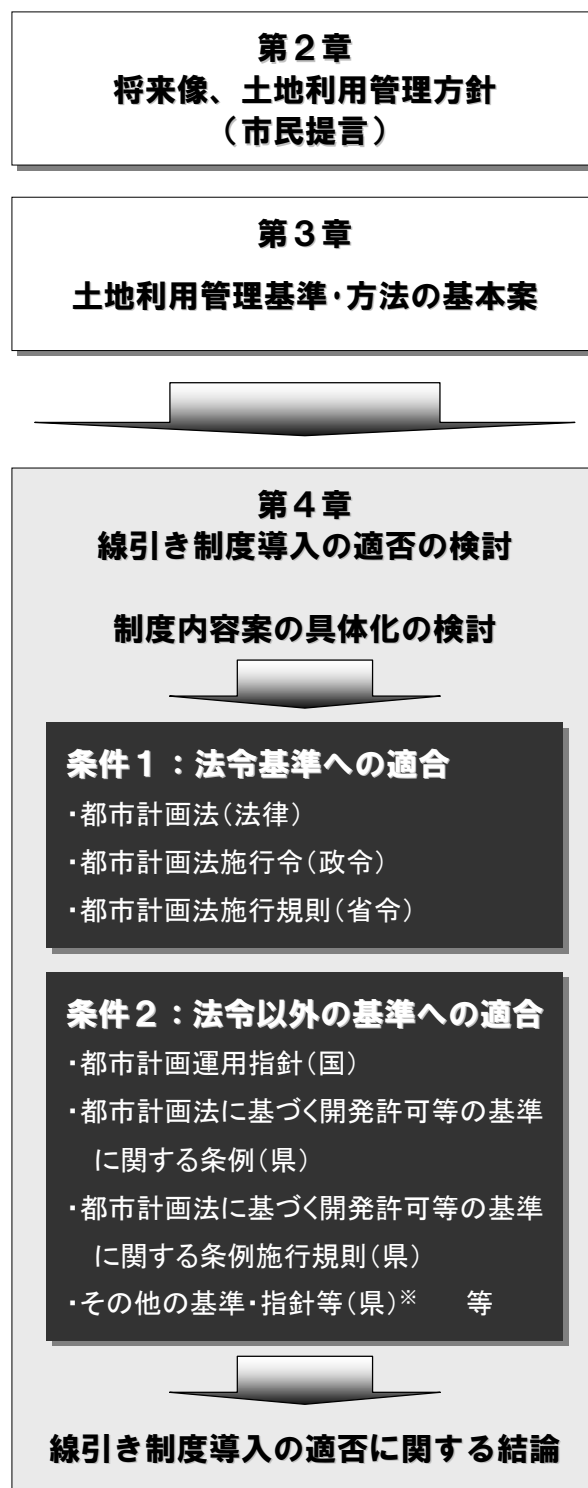 第２章
将来像、土地利用管理方針
（市民提言）
第３章
土地利用管理基準・方法の基本案
第４章
線引き制度導入の適否の検討
制度内容案の具体化の検討
条件１：法令基準への適合
・都市計画法（法律）
・都市計画法施行令（政令）
・都市計画法施行規則（省令）
条件２：法令以外の基準への適合
・都市計画運用指針（国）
・都市計画法に基づく開発許可等の基準
に関する条例（県）
・都市計画法に基づく開発許可等の基準
に関する条例施行規則（県）
・その他の基準・指針等（県）※　等
線引き制度導入の適否に関する結論